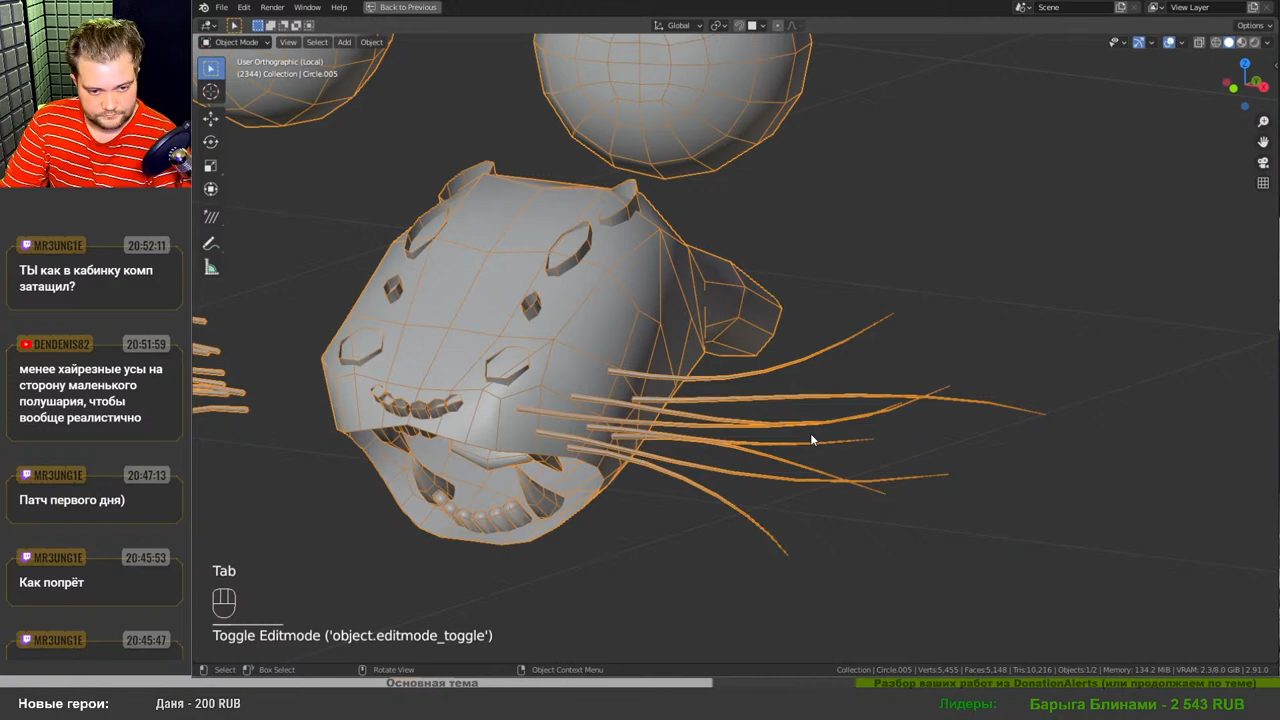 File Edit Render Window Help Back to Previous Scene View Layer
Global Options
Object Mode View Select Add Object
User Orthographic (Local)
(2344) Collection | Circle.005
MR3UNG1E 20:52:11
ТЫ как в кабинку комп
затащил?
DENDENIS82 20:51:59
менее хайрезные усы на
сторону маленького
полушария, чтобы
вообще реалистично
MR3UNG1E 20:47:13
Патч первого дня)
MR3UNG1E 20:45:53
Как попрёт
MR3UNG1E 20:45:47
Tab
Toggle Editmode ('object.editmode_toggle')
Select Box Select Rotate View Object Context Menu Collection | Circle.005 | Verts:5,455 | Faces:5,148 | Tris:10,216 | Objects:1/2 | Memory: 134.2 MiB | VRAM: 2.3/8.0 GiB | 2.91.0
Основная тема Разбор ваших работ из DonationAlerts (или продолжаем по теме)
Новые герои: Даня - 200 RUB Лидеры: Барыга Блинами - 2 543 RUB